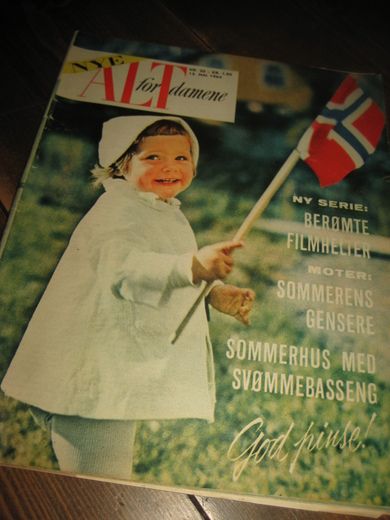 NYE
ALT
for damene
NY SERIE:
BERØMTE
FILMHELTER
MOTER:
SOMMERENS
GENSERE
SOMMERHUS MED
SVØMMEBASSENG
God pinse!